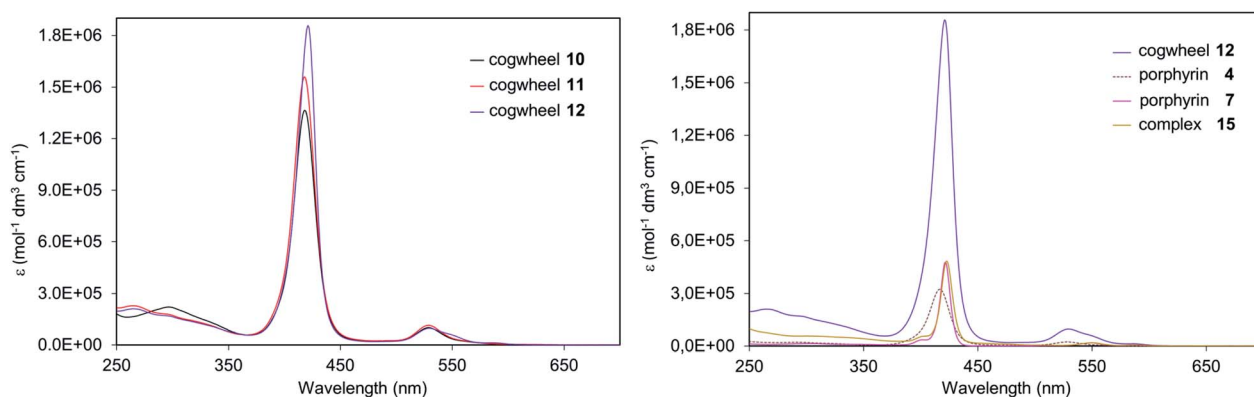 1.8E+06
1.5E+06
1.2E+06
9.0E+05
6.0E+05
3.0E+05
0.0E+00
ε (mol-1 dm3 cm-1)
250 350 450 550 650
Wavelength (nm)
cogwheel 10
cogwheel 11
cogwheel 12
1.8E+06
1.5E+06
1.2E+06
9.0E+05
6,0E+05
3.0E+05
0,0E+00
ε (mol-1 dm3 cm-1)
250 350 450 550 650
Wavelength (nm)
cogwheel 12
porphyrin 4
porphyrin 7
complex 15